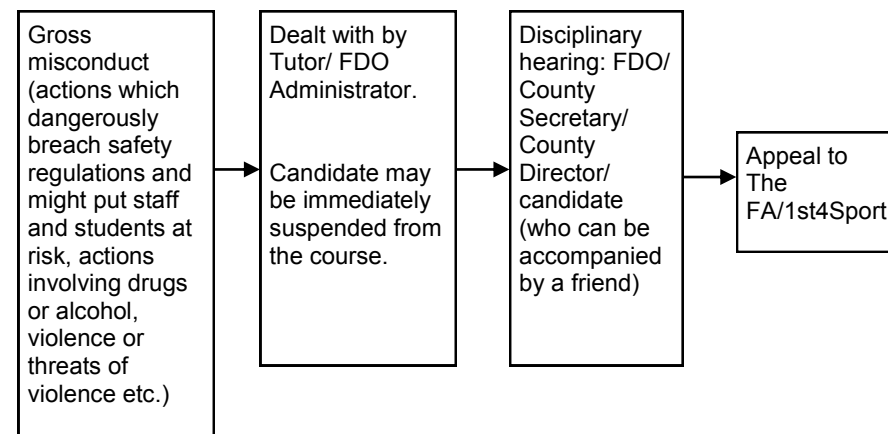 Gross
misconduct
(actions which
dangerously
breach safety
regulations and
might put staff
and students at
risk, actions
involving drugs
or alcohol,
violence or
threats of
violence etc.)
Dealt with by
Tutor/ FDO
Administrator.
Candidate may
be immediately
suspended from
the course.
Disciplinary
hearing: FDO/
County
Secretary/
County
Director/
candidate
(who can be
accompanied
by a friend)
Appeal to
The
FA/1st4Sport